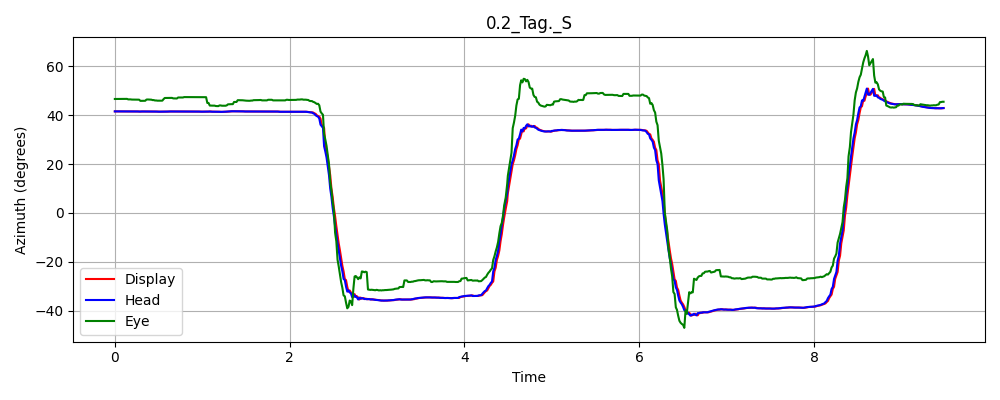 0.2_Tag._S
Azimuth (degrees)
60
40
20
0
−20
−40
Display
Head
Eye
0 2 4 6 8
Time